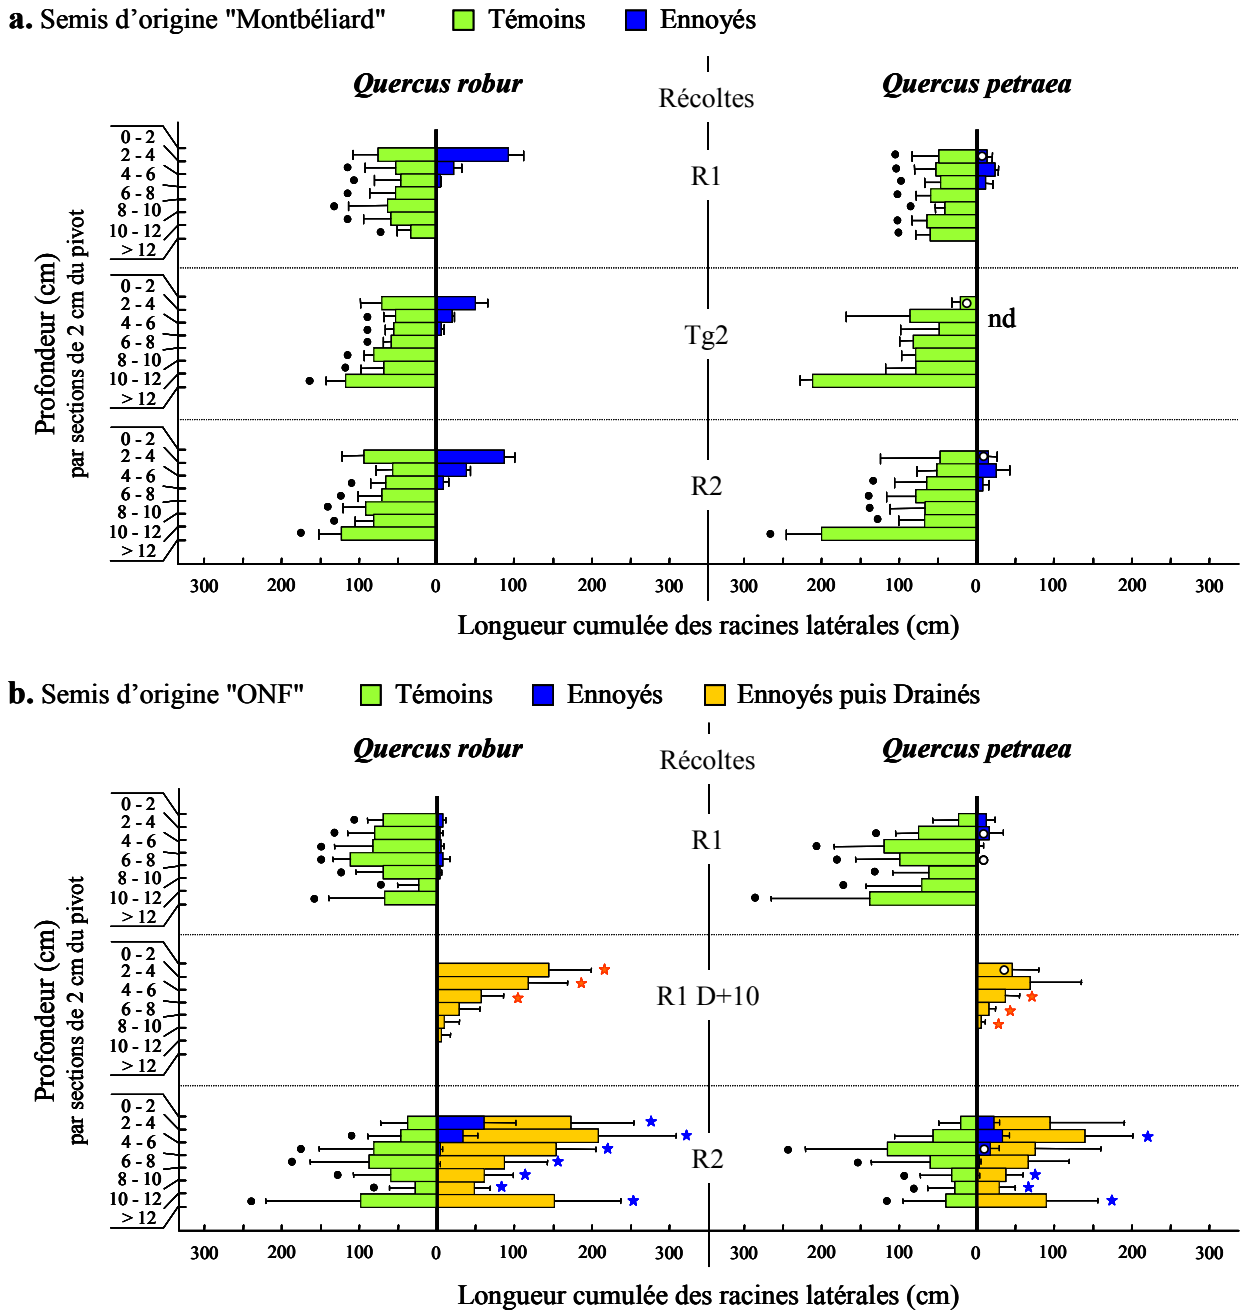 a. Semis d'origine "Montbéliard" Témoins Ennoyés
Quercus robur Quercus petraea
Récoltes
Profondeur (cm)
par sections de 2 cm du pivot
0 - 2
2 - 4
4 - 6
6 - 8
8 - 10
10 - 12
> 12
R1
0 - 2
2 - 4
4 - 6
6 - 8
8 - 10
10 - 12
> 12
Tg2
nd
0 - 2
2 - 4
4 - 6
6 - 8
8 - 10
10 - 12
> 12
R2
300 200 100 0 100 200 300 300 200 100 0 100 200 300
Longueur cumulée des racines latérales (cm)
b. Semis d'origine "ONF" Témoins Ennoyés Ennoyés puis Drainés
Quercus robur Quercus petraea
Récoltes
Profondeur (cm)
par sections de 2 cm du pivot
0 - 2
2 - 4
4 - 6
6 - 8
8 - 10
10 - 12
> 12
R1
0 - 2
2 - 4
4 - 6
6 - 8
8 - 10
10 - 12
> 12
R1 D+10
0 - 2
2 - 4
4 - 6
6 - 8
8 - 10
10 - 12
> 12
R2
300 200 100 0 100 200 300 300 200 100 0 100 200 300
Longueur cumulée des racines latérales (cm)